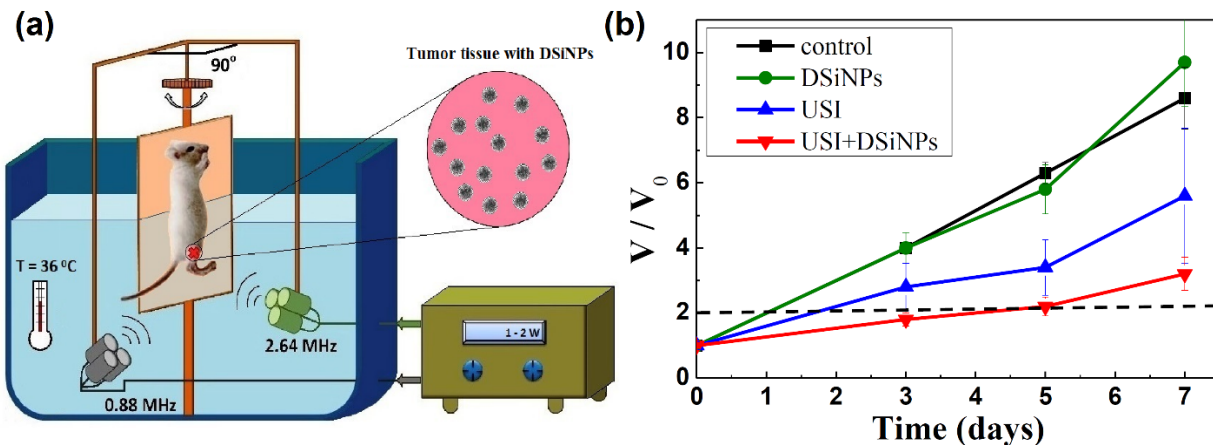 (a)
90°
Tumor tissue with DSiNPs
T = 36 °C
2.64 MHz
0.88 MHz
1 - 2 W
(b)
control
DSiNPs
USI
USI+DSiNPs
V / V₀
10
8
6
4
2
0
0 1 2 3 4 5 6 7
Time (days)